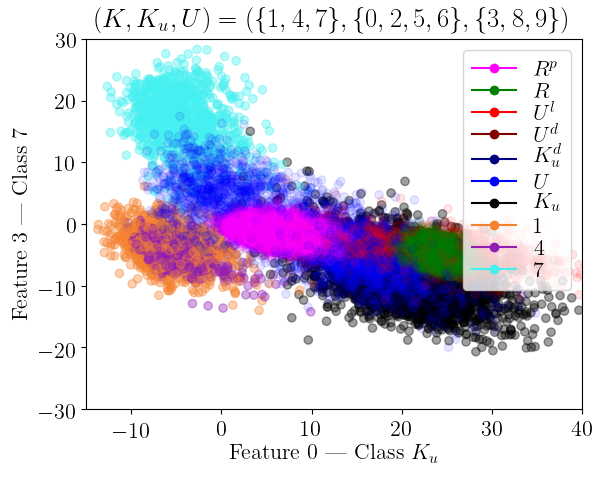 (K, K_u, U) = ({1, 4, 7}, {0, 2, 5, 6}, {3, 8, 9})
30
20
10
0
−10
−20
−30
Feature 3 — Class 7
R^p
R
U^l
U^d
K_u^d
U
K_u
1
4
7
−10
0
10
20
30
40
Feature 0 — Class K_u